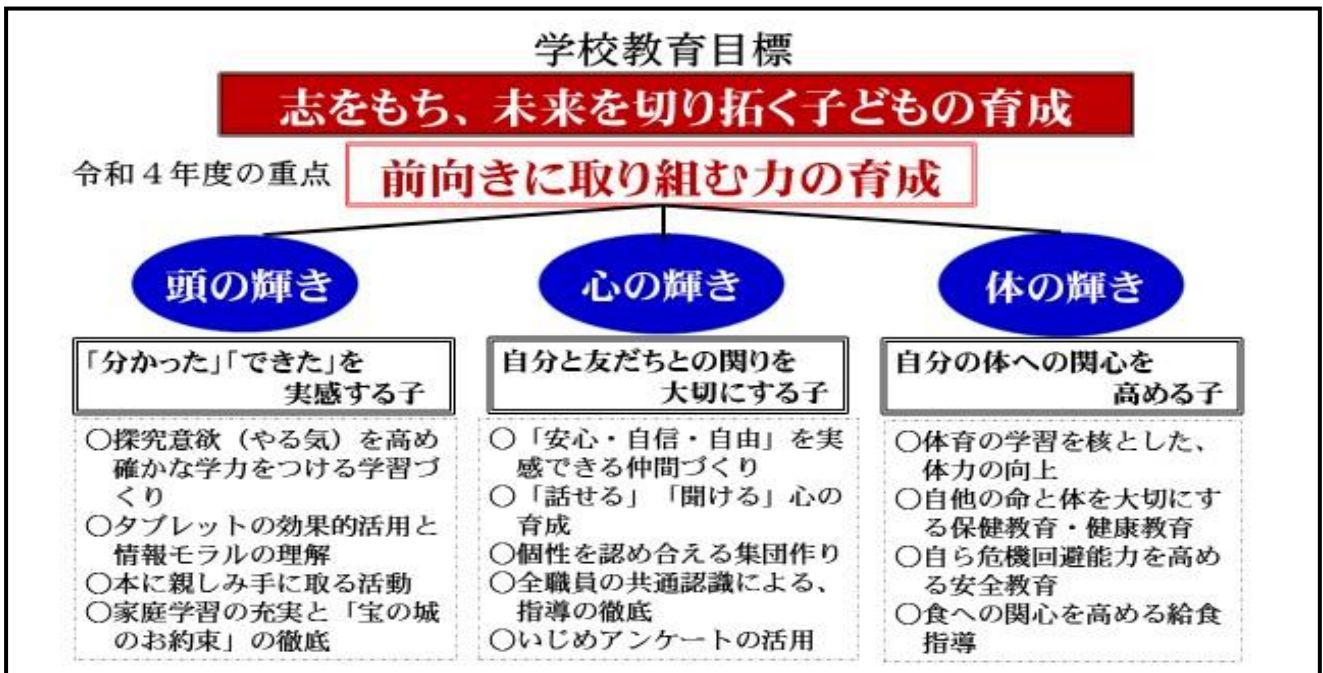 学校教育目標
志をもち、未来を切り拓く子どもの育成
令和４年度の重点
前向きに取り組む力の育成
頭の輝き
「分かった」「できた」を
実感する子
○探究意欲（やる気）を高め
確かな学力をつける学習づ
くり
○タブレットの効果的活用と
情報モラルの理解
○本に親しみ手に取る活動
○家庭学習の充実と「宝の城
のお約束」の徹底
心の輝き
自分と友だちとの関りを
大切にする子
○「安心・自信・自由」を実
感できる仲間づくり
○「話せる」「聞ける」心の
育成
○個性を認め合える集団作り
○全職員の共通認識による、
指導の徹底
○いじめアンケートの活用
体の輝き
自分の体への関心を
高める子
○体育の学習を核とした、
体力の向上
○自他の命と体を大切にす
る保健教育・健康教育
○自ら危機回避能力を高め
る安全教育
○食への関心を高める給食
指導